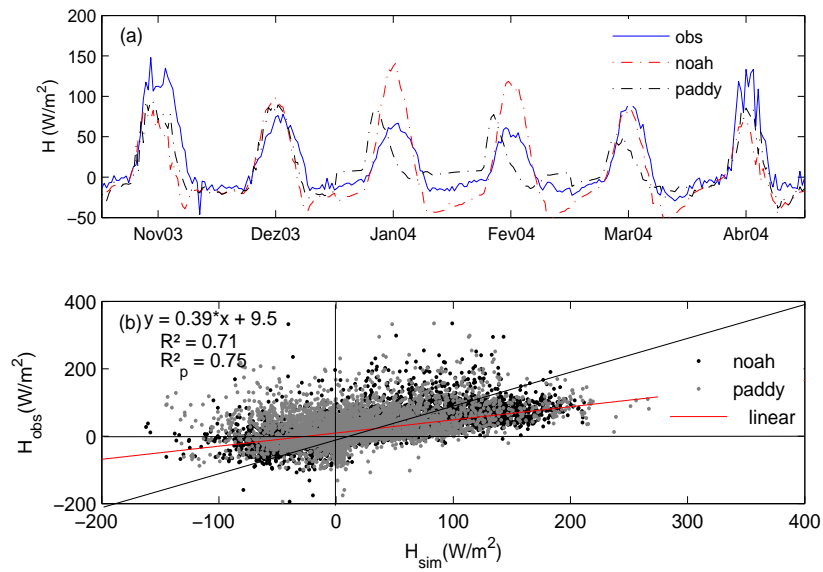 (a)
obs
noah
paddy
H (W/m²)
200
150
100
50
0
−50
Nov03 Dez03 Jan04 Fev04 Mar04 Abr04
(b)
y = 0.39*x + 9.5
R² = 0.71
R²p = 0.75
noah
paddy
linear
Hobs(W/m²)
400
200
0
−200
−200 −100 0 100 200 300 400
Hsim(W/m²)